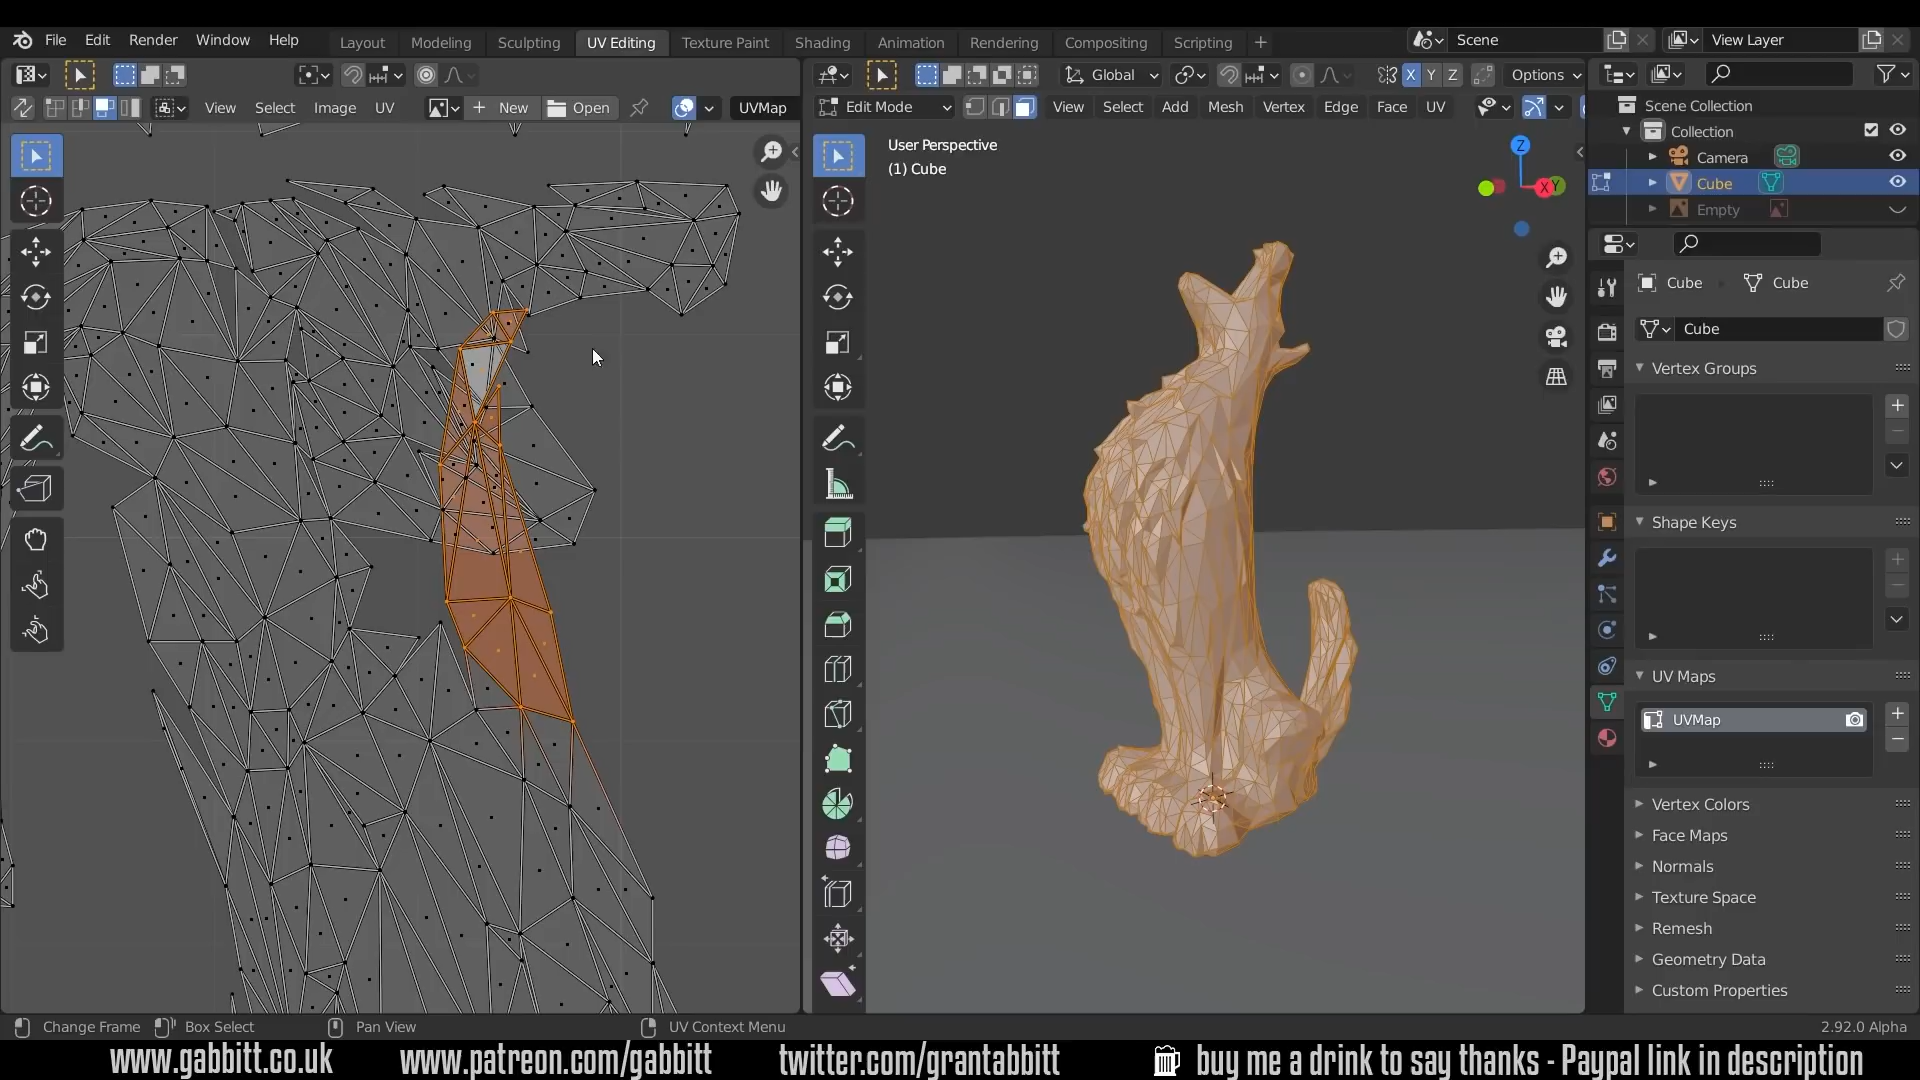 File Edit Render Window Help Layout Modeling Sculpting UV Editing Texture Paint Shading Animation Rendering Compositing Scripting + Scene View Layer
Global X Y Z Options
View Select Image UV New Open UVMap Edit Mode View Select Add Mesh Vertex Edge Face UV
Scene Collection
Collection
Camera
Cube
Empty
User Perspective
(1) Cube
Z
X Y
Cube Cube
Cube
Vertex Groups
Shape Keys
UV Maps
UVMap
Vertex Colors
Face Maps
Normals
Texture Space
Remesh
Geometry Data
Custom Properties
Change Frame Box Select Pan View UV Context Menu 2.92.0 Alpha
www.gabbitt.co.uk www.patreon.com/gabbitt twitter.com/grantabbitt buy me a drink to say thanks - Paypal link in description